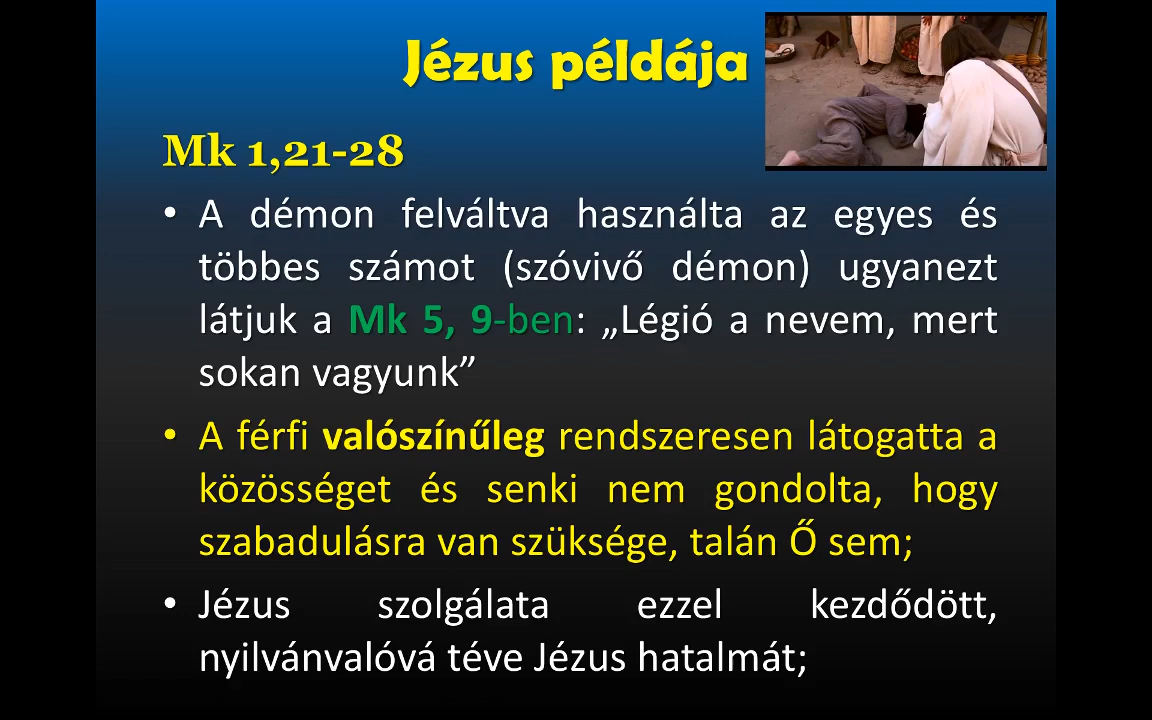 Jézus példája
Mk 1,21-28
• A démon felváltva használta az egyes és
többes számot (szóvivő démon) ugyanezt
látjuk a Mk 5, 9-ben: „Légió a nevem, mert
sokan vagyunk”
• A férfi valószínűleg rendszeresen látogatta a
közösséget és senki nem gondolta, hogy
szabadulásra van szüksége, talán Ő sem;
• Jézus szolgálata ezzel kezdődött,
nyilvánvalóvá téve Jézus hatalmát;